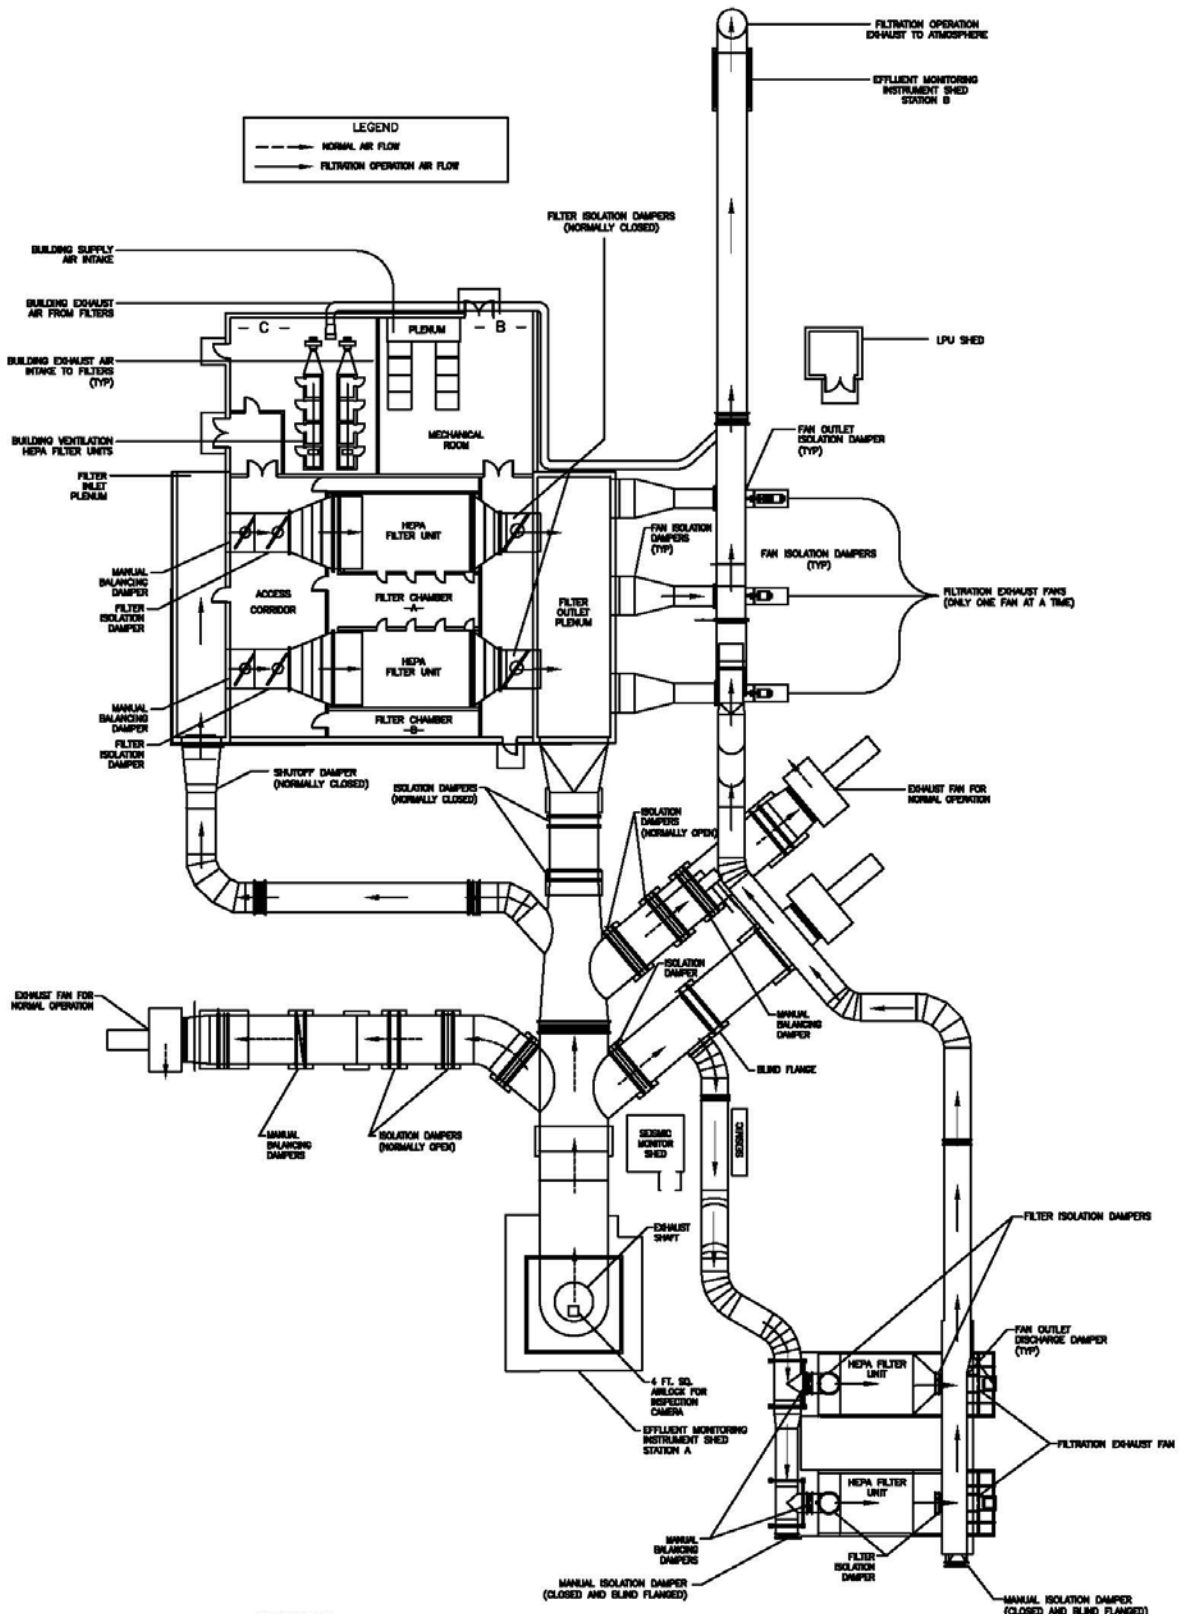 FILTRATION OPERATION
EXHAUST TO ATMOSPHERE
EFFLUENT MONITORING
INSTRUMENT SHED
STATION B
LEGEND
NORMAL AIR FLOW
FILTRATION OPERATION AIR FLOW
FILTER ISOLATION DAMPERS
(NORMALLY CLOSED)
BUILDING SUPPLY
AIR INTAKE
BUILDING EXHAUST
AIR FROM FILTERS
- C -
PLENUM
- B -
LPU SHED
BUILDING EXHAUST AIR
INTAKE TO FILTERS
(TYP)
BUILDING VENTILATION
HEPA FILTER UNITS
MECHANICAL
ROOM
FAN OUTLET
ISOLATION DAMPER
(TYP)
FILTER
INLET
PLENUM
HEPA
FILTER UNIT
FAN ISOLATION
DAMPERS
(TYP)
FAN ISOLATION DAMPERS
(TYP)
MANUAL
BALANCING
DAMPER
ACCESS
CORRIDOR
FILTER CHAMBER
-A-
FILTER
OUTLET
PLENUM
FILTRATION EXHAUST FANS
(ONLY ONE FAN AT A TIME)
FILTER
ISOLATION
DAMPER
HEPA
FILTER UNIT
MANUAL
BALANCING
DAMPER
FILTER CHAMBER
-B-
FILTER
ISOLATION
DAMPER
SHUTOFF DAMPER
(NORMALLY CLOSED)
ISOLATION DAMPERS
(NORMALLY CLOSED)
EXHAUST FAN FOR
NORMAL OPERATION
ISOLATION
DAMPERS
(NORMALLY OPEN)
ISOLATION
DAMPER
EXHAUST FAN FOR
NORMAL OPERATION
MANUAL
BALANCING
DAMPER
BLIND FLANGE
MANUAL
BALANCING
DAMPERS
ISOLATION DAMPERS
(NORMALLY OPEN)
SEISMIC
MONITOR
SHED
SEISMIC
EXHAUST
SHAFT
FILTER ISOLATION DAMPERS
FAN OUTLET
DISCHARGE DAMPER
(TYP)
HEPA FILTER
UNIT
4 FT. SQ.
AIRLOCK FOR
INSPECTION
CAMERA
EFFLUENT MONITORING
INSTRUMENT SHED
STATION A
FILTRATION EXHAUST FAN
HEPA FILTER
UNIT
MANUAL
BALANCING
DAMPERS
FILTER
ISOLATION
DAMPER
MANUAL ISOLATION DAMPER
(CLOSED AND BLIND FLANGED)
MANUAL ISOLATION DAMPER
(CLOSED AND BLIND FLANGED)